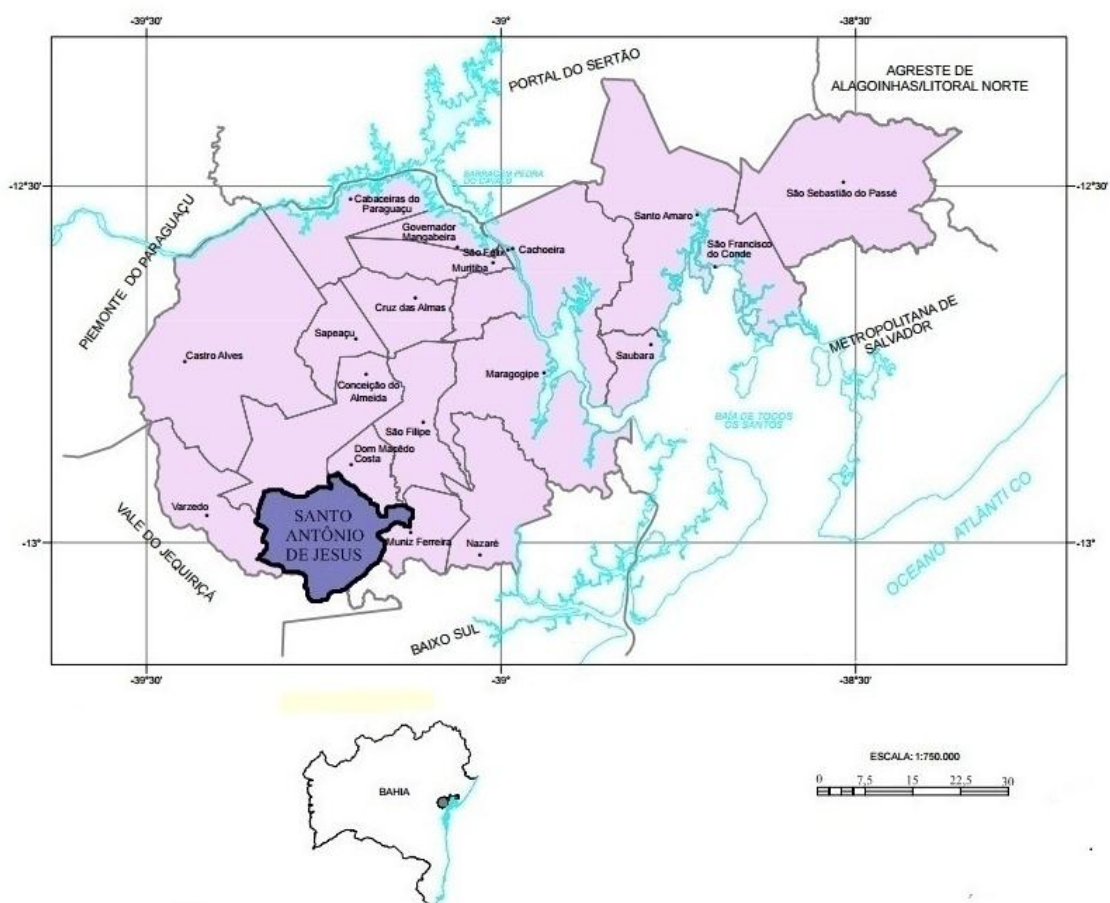 -39°30'
-39°
-38°30'
PORTAL DO SERTÃO
AGRESTE DE
ALAGOINHAS/LITORAL NORTE
-12°30'
-12°30'
BARRAGEM PEDRA
DO CAVALO
PIEMONTE DO PARAGUAÇU
Cabaceiras do
Paraguaçu
São Sebastião do Passé
Santo Amaro
Governador
Mangabeira
São Félix
Cachoeira
Muritiba
São Francisco
do Conde
Cruz das Almas
Sapeaçu
METROPOLITANA DE
SALVADOR
Castro Alves
Saubara
Conceição do
Almeida
Maragogipe
BAÍA DE TODOS
OS SANTOS
São Filipe
Dom Macêdo
Costa
Varzedo
SANTO
ANTÔNIO
DE JESUS
VALE DO JEQUIRIÇÁ
-13°
-13°
Muniz Ferreira
Nazaré
OCEANO ATLÂNTICO
BAIXO SUL
-39°30'
-39°
-38°30'
ESCALA: 1:750.000
0 7,5 15 22,5 30
BAHIA